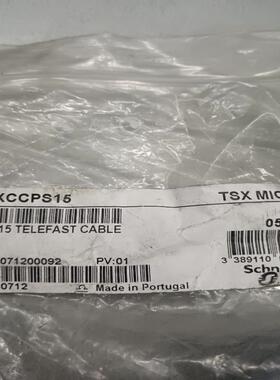 XCCPS15
TSX MIC
15 TELEFAST CABLE
05
071200092
PV:01
3 389110
0712
Made in Portugal
Schn